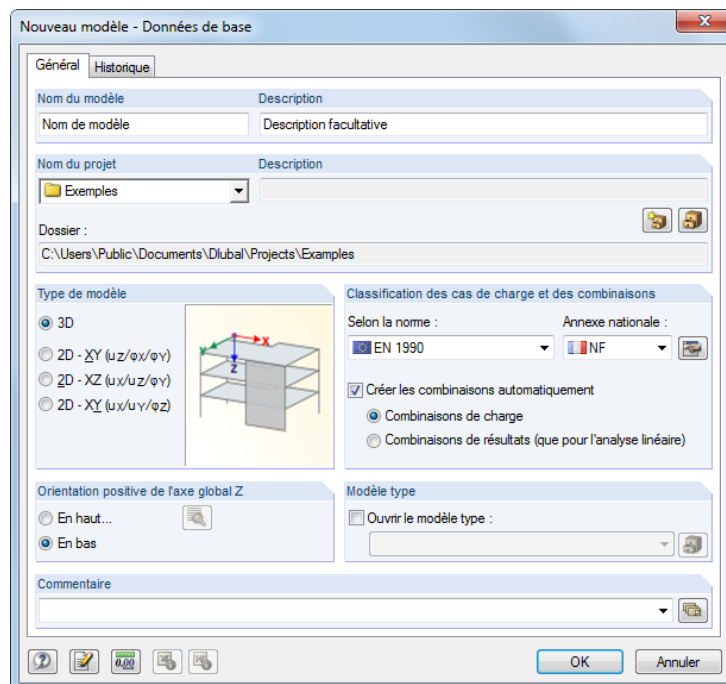 Nouveau modèle - Données de base
Général Historique
Nom du modèle Description
Nom de modèle Description facultative
Nom du projet Description
Exemples
Dossier :
C:\Users\Public\Documents\Dlubal\Projects\Examples
Type de modèle
3D
2D - XY (uZ/φX/φY)
2D - XZ (uX/uZ/φY)
2D - XY (uX/uY/φZ)
X
Y
Z
Classification des cas de charge et des combinaisons
Selon la norme : Annexe nationale :
EN 1990 NF
Créer les combinaisons automatiquement
Combinaisons de charge
Combinaisons de résultats (que pour l'analyse linéaire)
Orientation positive de l'axe global Z
En haut...
En bas
Modèle type
Ouvrir le modèle type :
Commentaire
0.00
OK Annuler